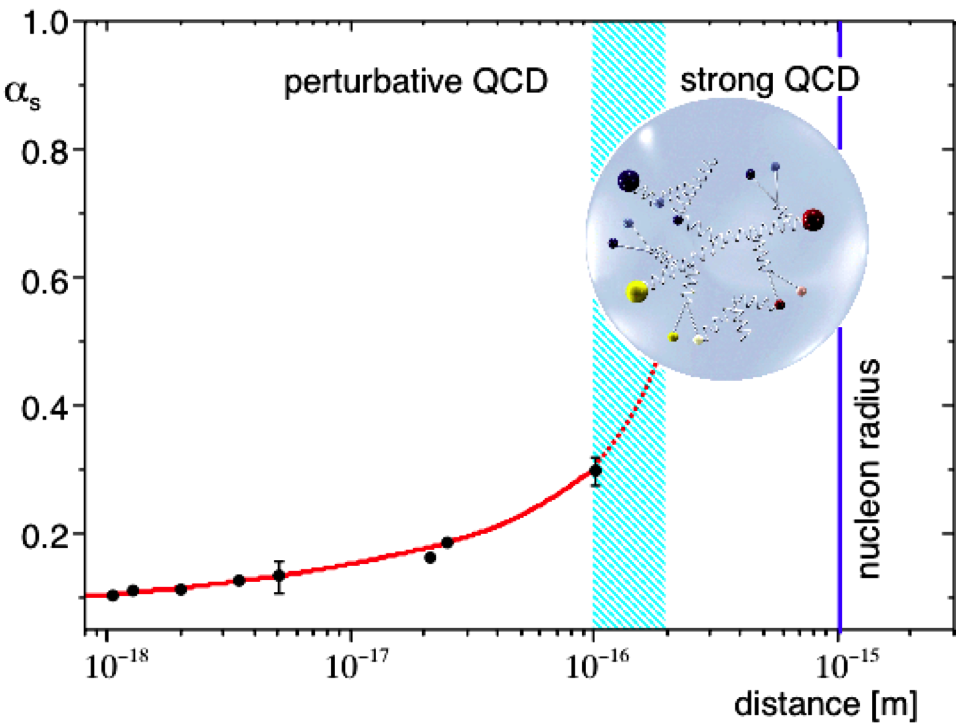 1.0
perturbative QCD
strong QCD
αs
0.8
0.6
0.4
0.2
nucleon radius
10⁻¹⁸
10⁻¹⁷
10⁻¹⁶
10⁻¹⁵
distance [m]